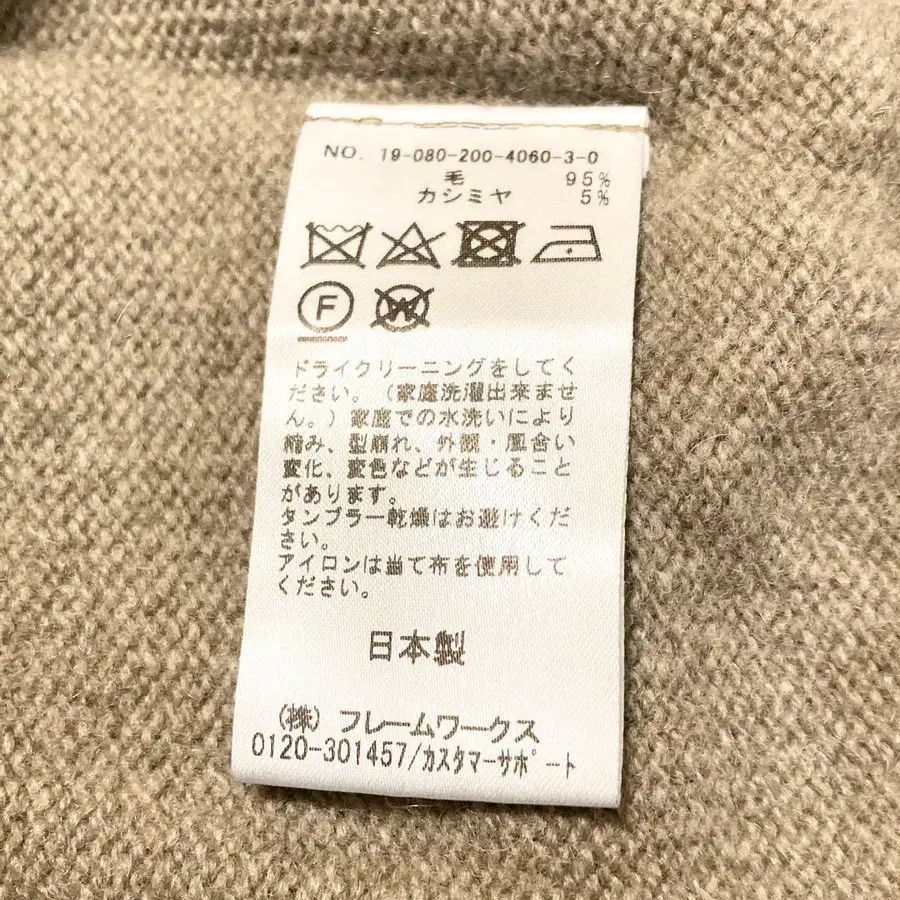 NO. 19-080-200-4060-3-0
毛 95%
カシミヤ 5%
F
W
ドライクリーニングをしてく
ださい。(家庭洗濯出来ませ
ん。)家庭での水洗いにより
縮み、型崩れ、外観・風合い
変化、変色などが生じること
があります。
タンブラー乾燥はお避けくだ
さい。
アイロンは当て布を使用して
ください。
日本製
(株)フレームワークス
0120-301457/カスタマーサポート